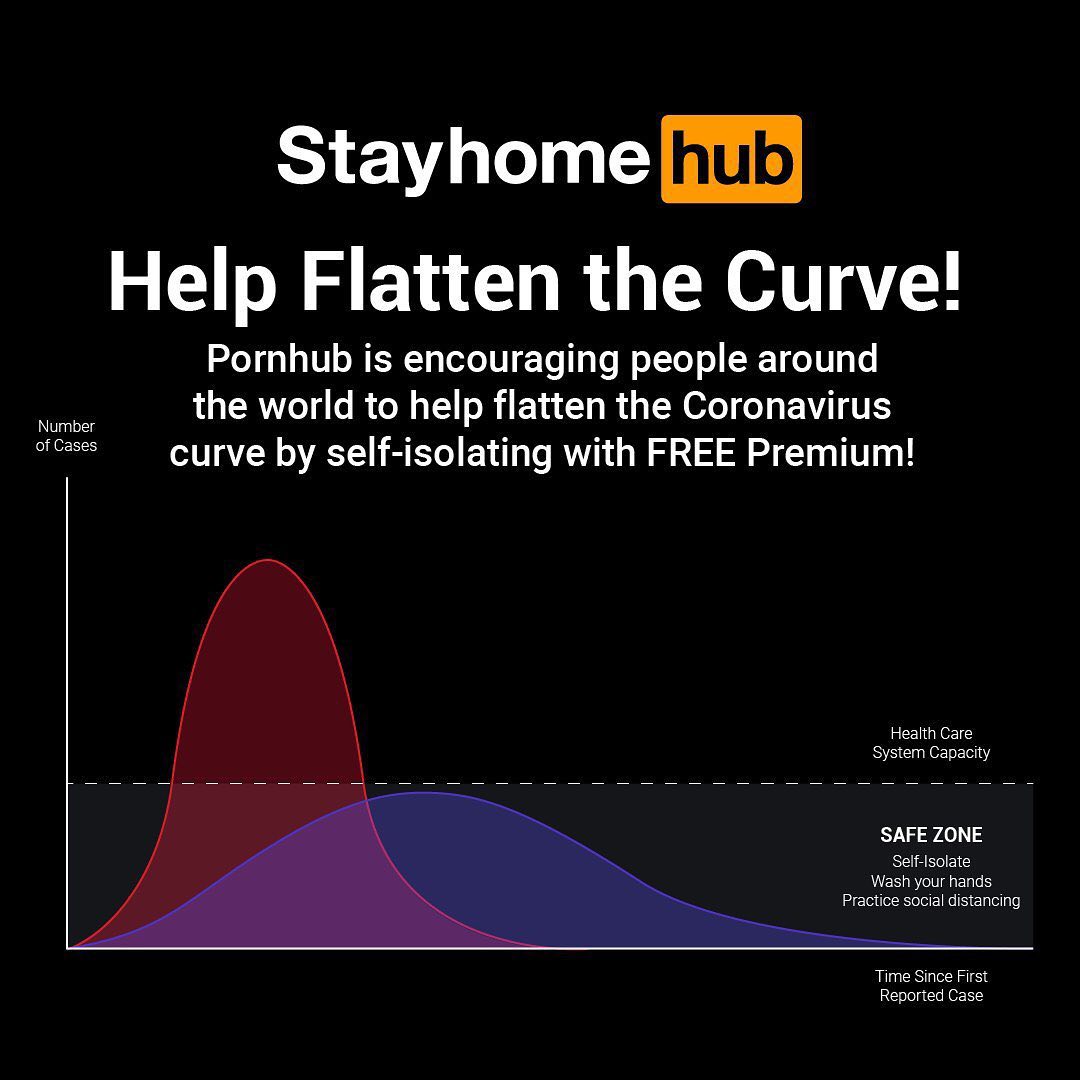 Stayhome hub
Help Flatten the Curve!
Pornhub is encouraging people around
the world to help flatten the Coronavirus
curve by self-isolating with FREE Premium!
Number
of Cases
Health Care
System Capacity
SAFE ZONE
Self-Isolate
Wash your hands
Practice social distancing
Time Since First
Reported Case